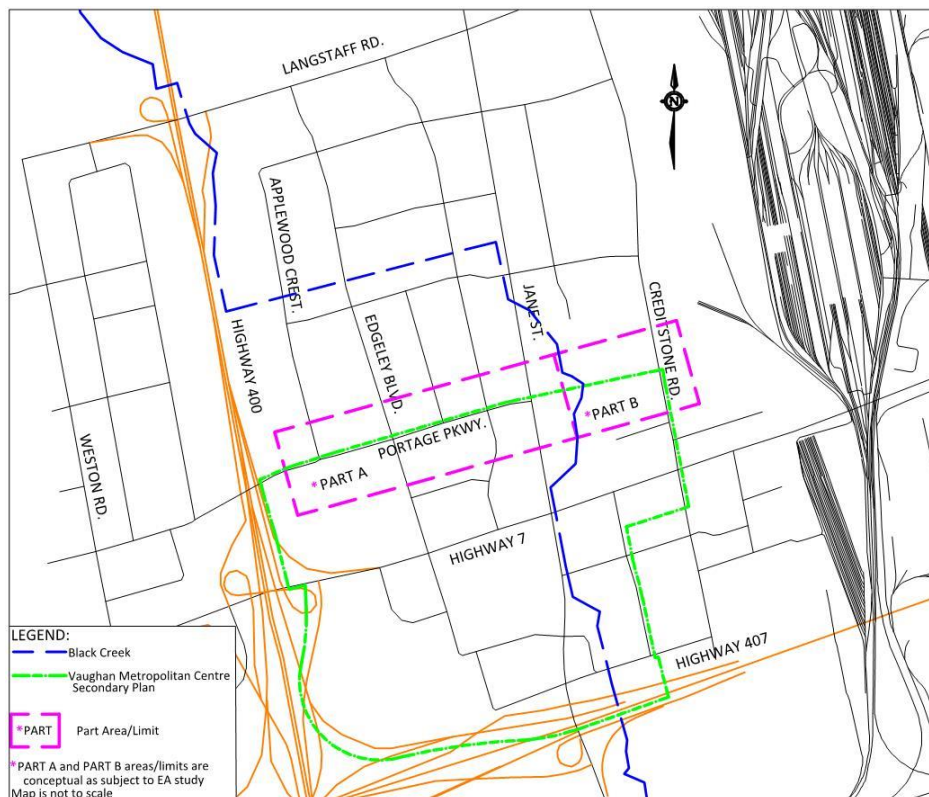 LANGSTAFF RD.
N
APPLEWOOD CREST.
JANE ST.
CREDITSTONE RD.
HIGHWAY 400
EDGELEY BLVD.
*PART B
PORTAGE PKWY.
WESTON RD.
*PART A
HIGHWAY 7
HIGHWAY 407
LEGEND:
Black Creek
Vaughan Metropolitan Centre
Secondary Plan
*PART
Part Area/Limit
*PART A and PART B areas/limits are
conceptual as subject to EA study
Map is not to scale